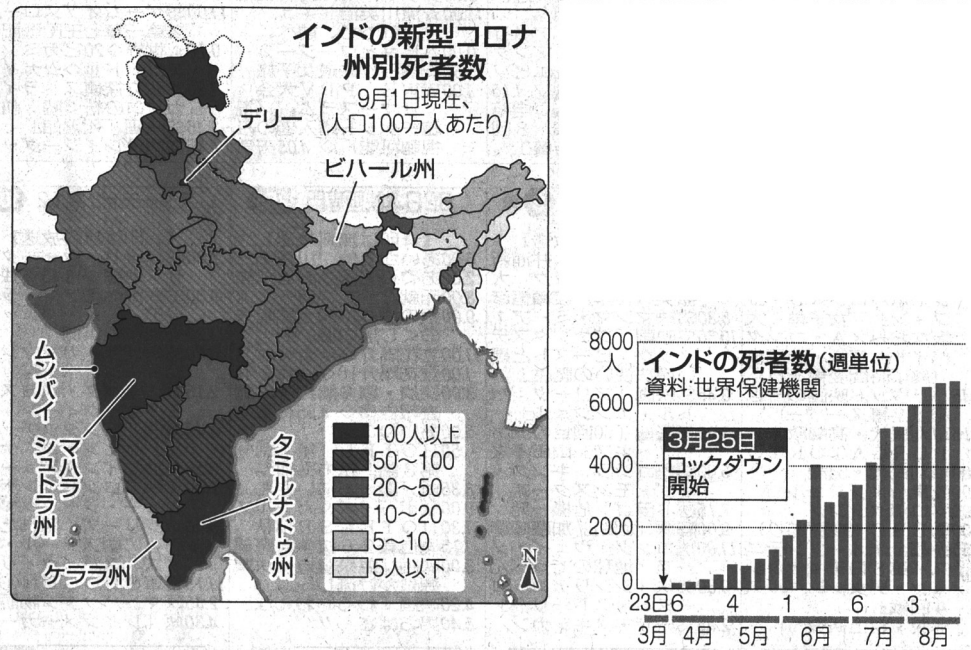 インドの新型コロナ
州別死者数
(9月1日現在、
人口100万人あたり)
デリー
ビハール州
ムンバイ
マハラ
シュトラ州
タミルナドゥ州
ケララ州
100人以上
50〜100
20〜50
10〜20
5〜10
5人以下
N
インドの死者数(週単位)
資料:世界保健機関
8000
人
6000
4000
2000
0
3月25日
ロックダウン
開始
23日 6 4 1 6 3
3月 4月 5月 6月 7月 8月